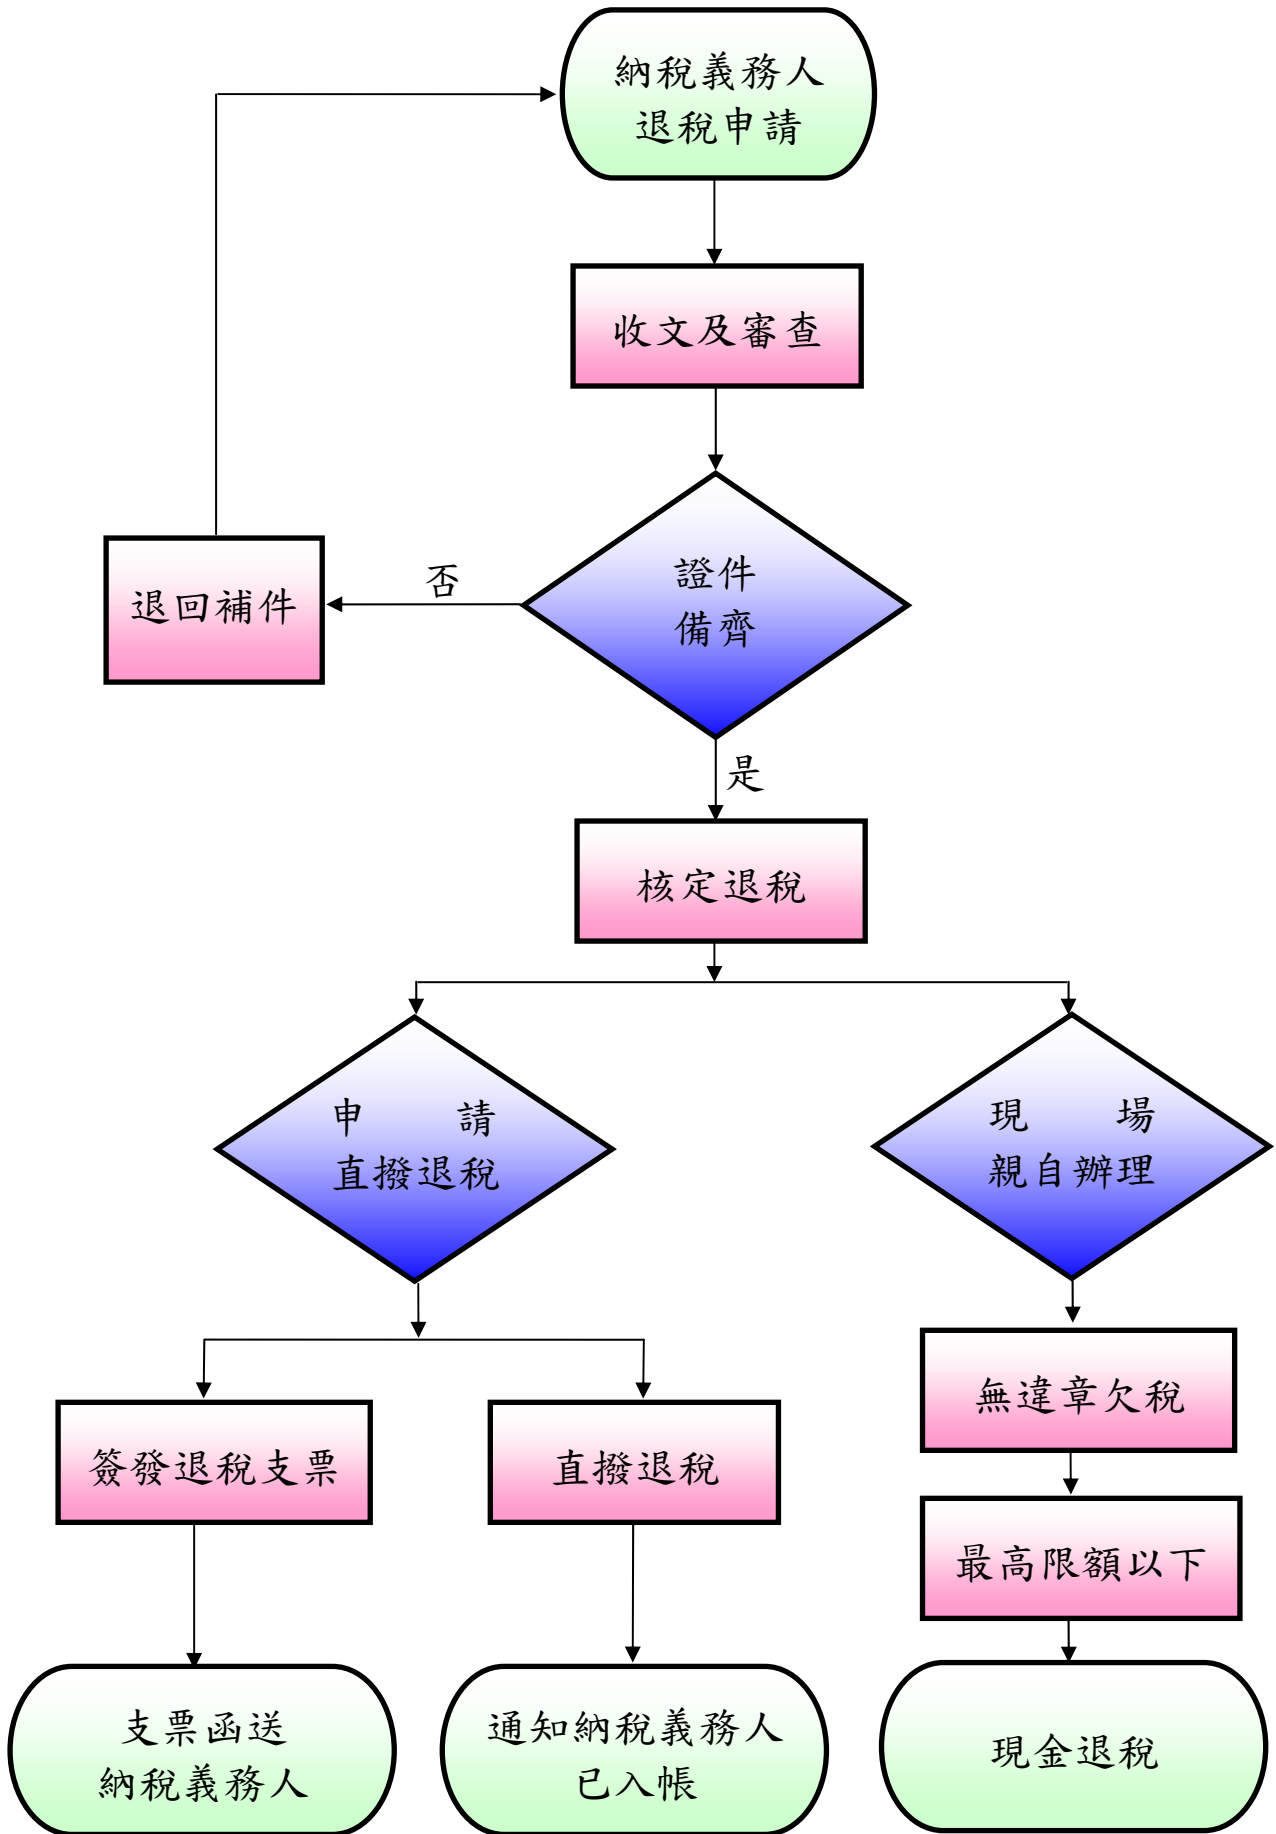 納稅義務人
退稅申請
收文及審查
證件
備齊
否
退回補件
是
核定退稅
申 請
直撥退稅
現 場
親自辦理
無違章欠稅
簽發退稅支票
直撥退稅
最高限額以下
支票函送
納稅義務人
通知納稅義務人
已入帳
現金退稅